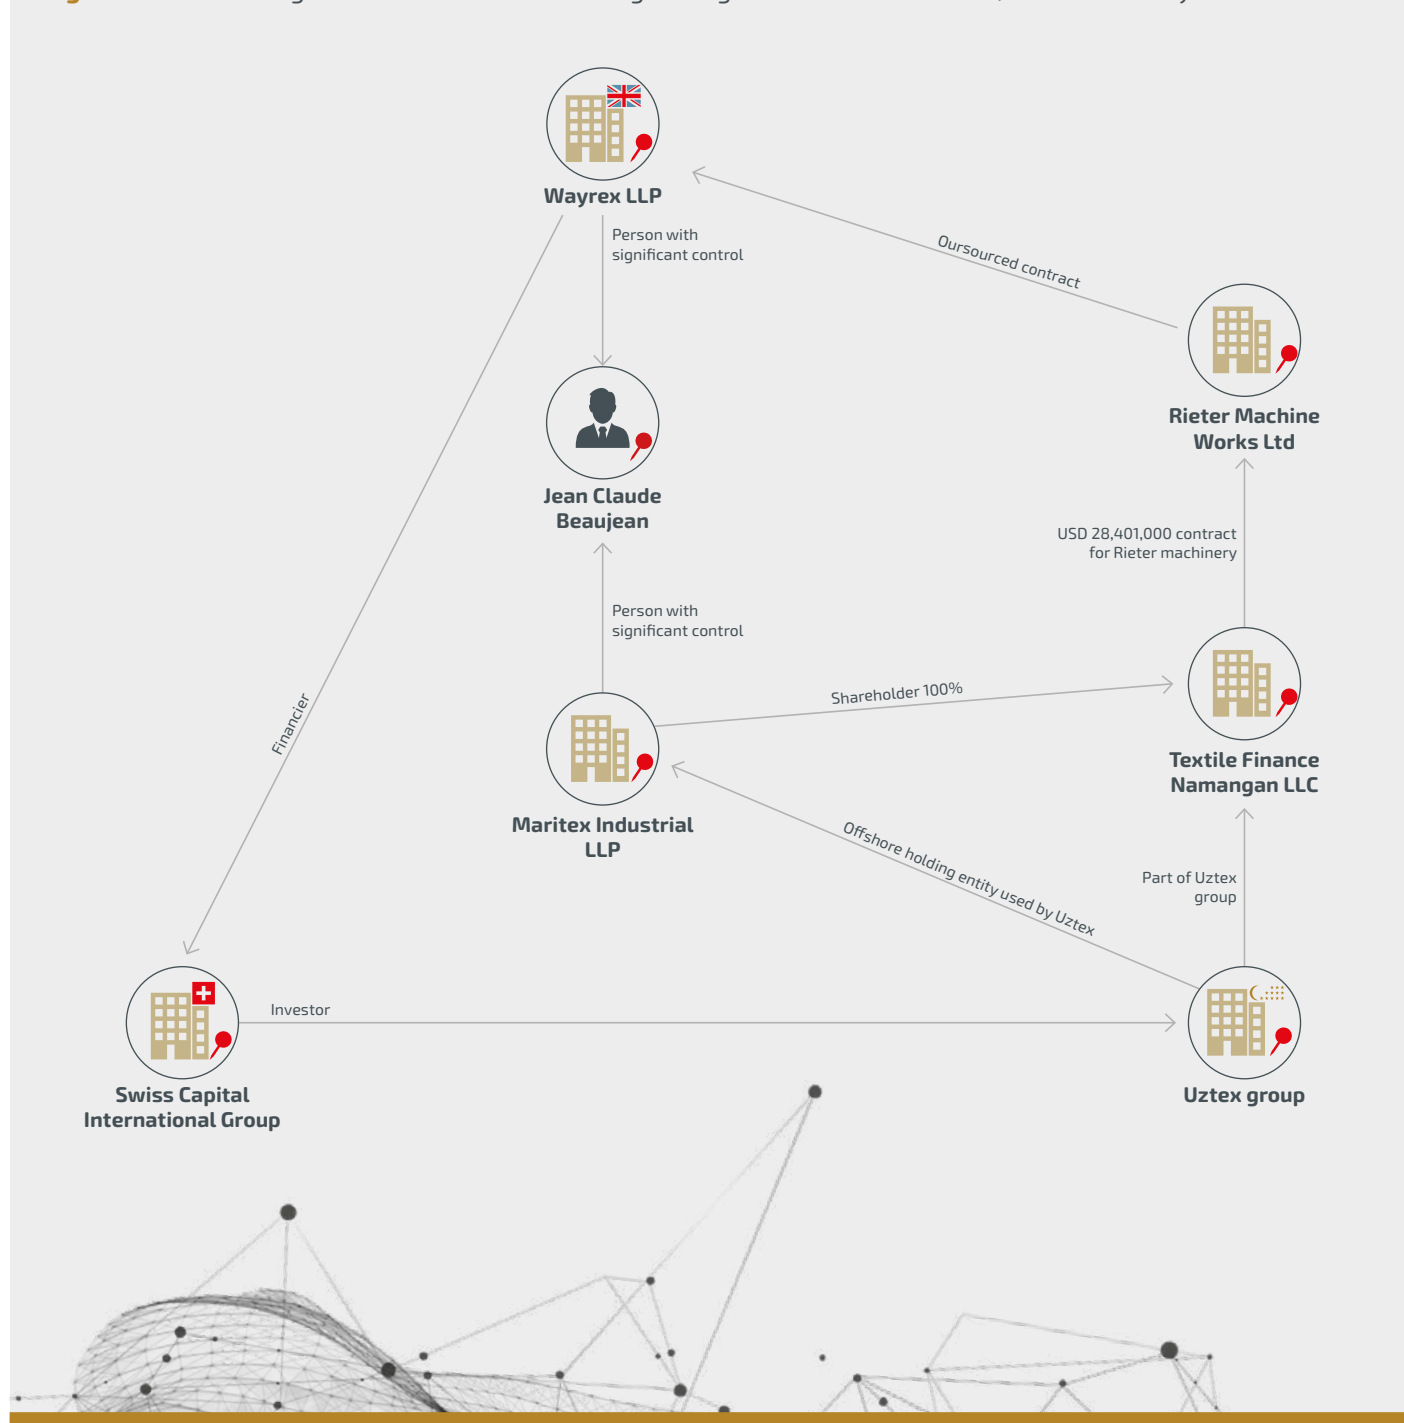 Wayrex LLP
Person with
significant control
Oursourced contract
Rieter Machine
Works Ltd
Jean Claude
Beaujean
USD 28,401,000 contract
for Rieter machinery
Person with
significant control
Financier
Shareholder 100%
Textile Finance
Namangan LLC
Maritex Industrial
LLP
Offshore holding entity used by Uztex
Part of Uztex
group
Investor
Swiss Capital
International Group
Uztex group